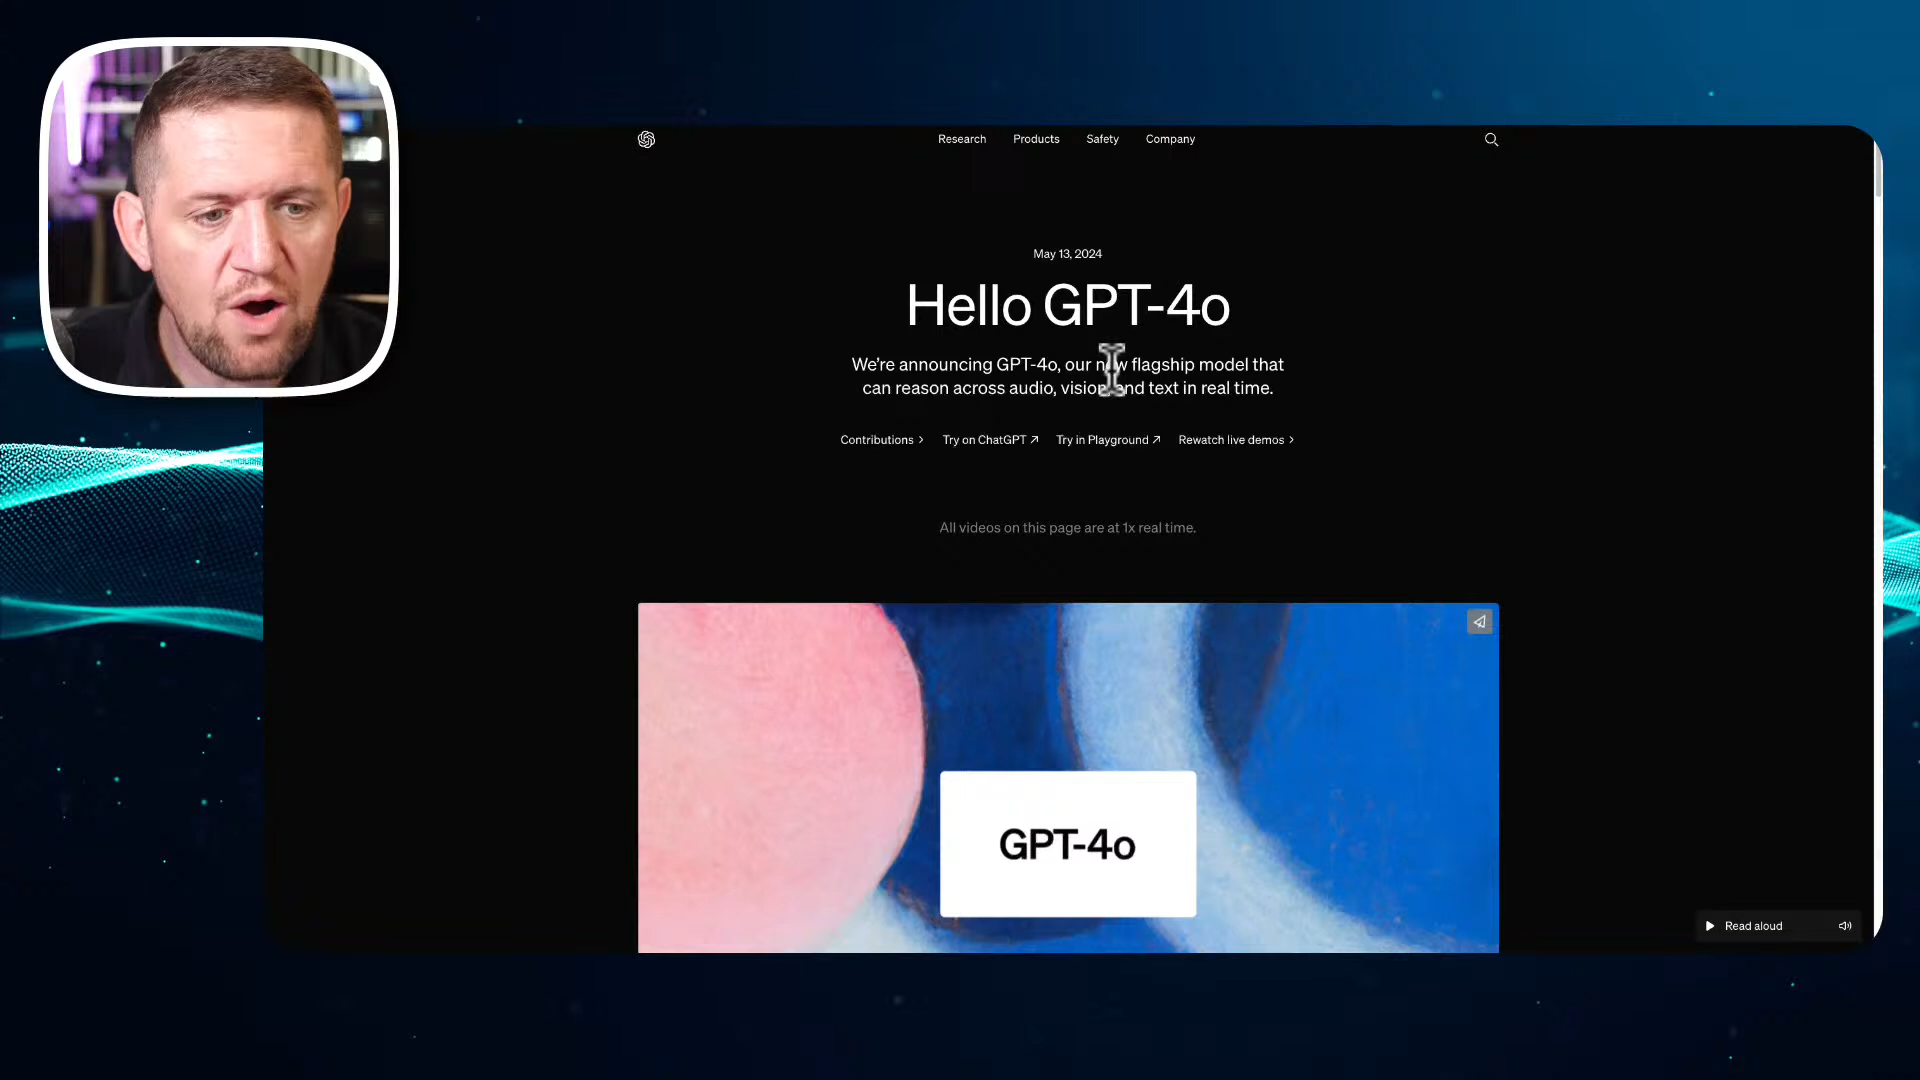 Research
Products
Safety
Company
May 13, 2024
Hello GPT-4o
We’re announcing GPT-4o, our new flagship model that
can reason across audio, vision, and text in real time.
Contributions
Try on ChatGPT
Try in Playground
Rewatch live demos
All videos on this page are at 1x real time.
GPT-4o
Read aloud